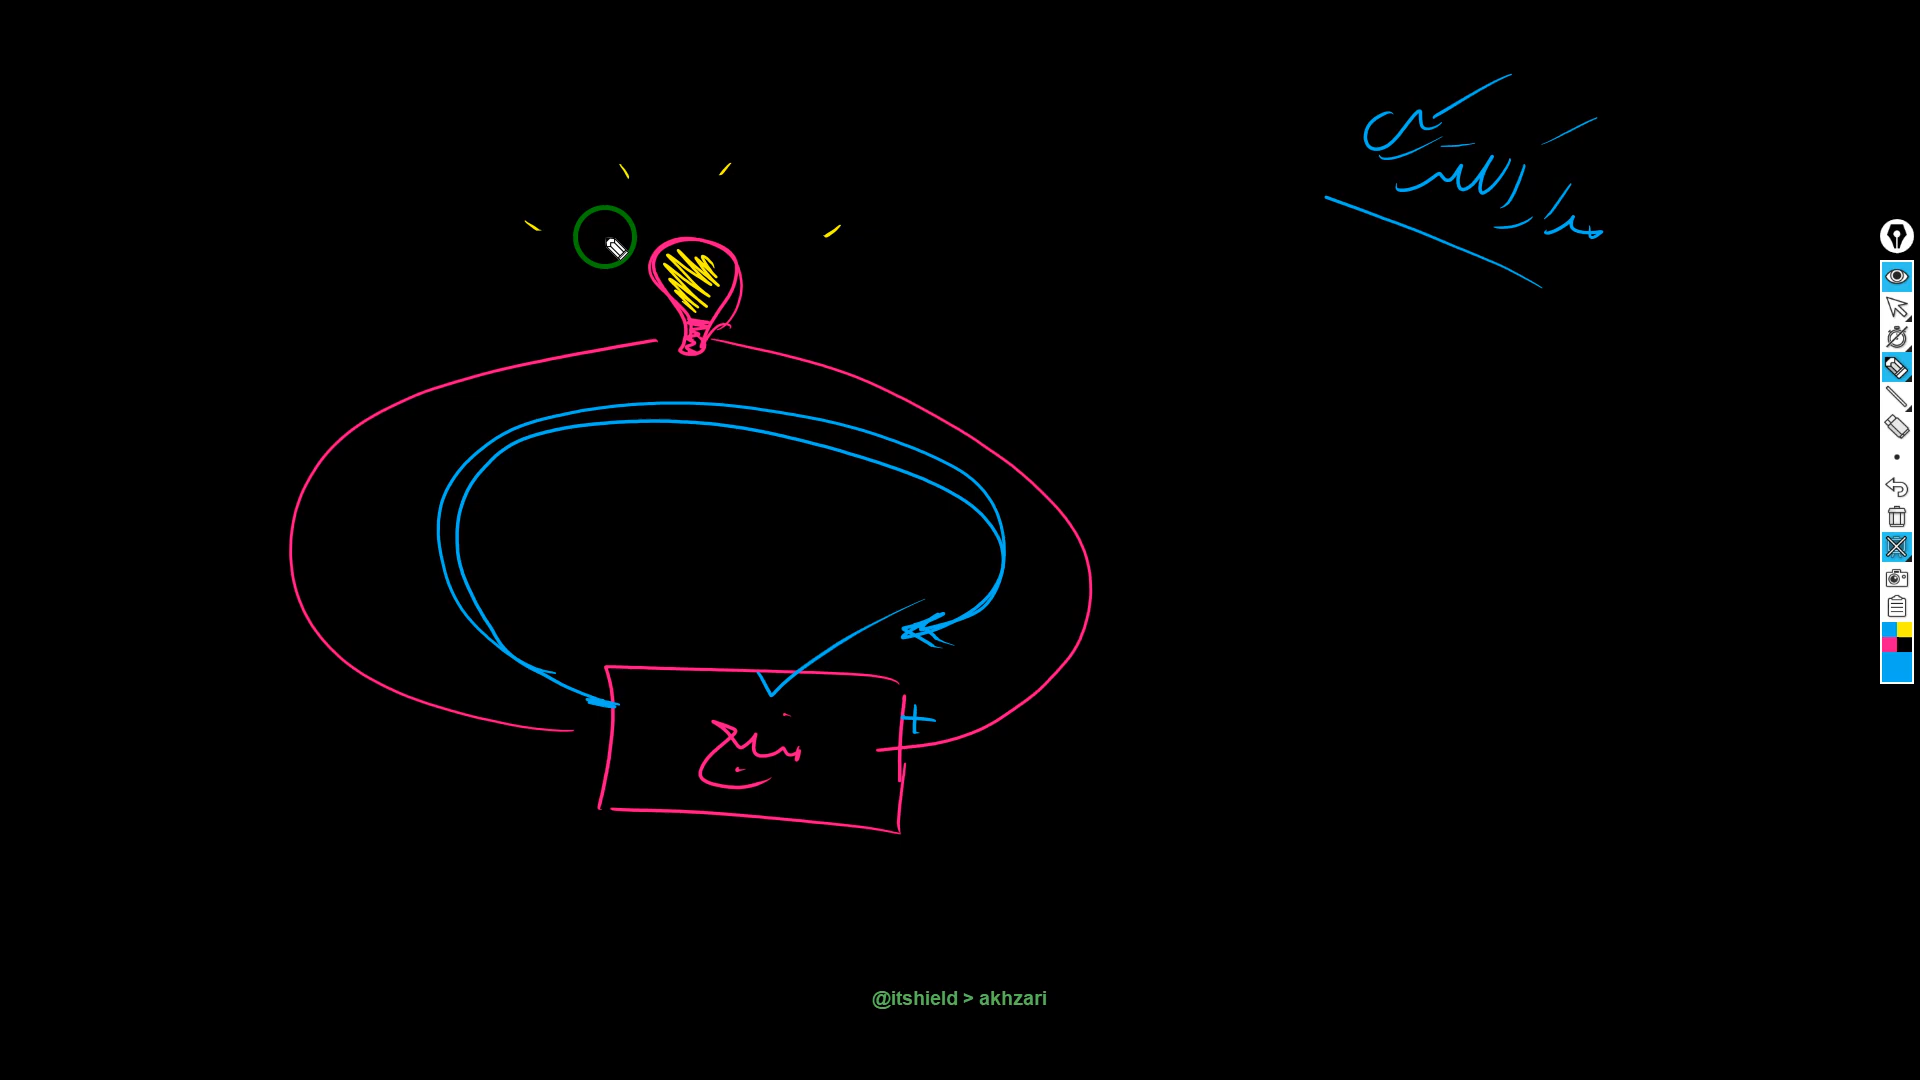 مدار الکتریکی
منبع
+
@itshield > akhzari